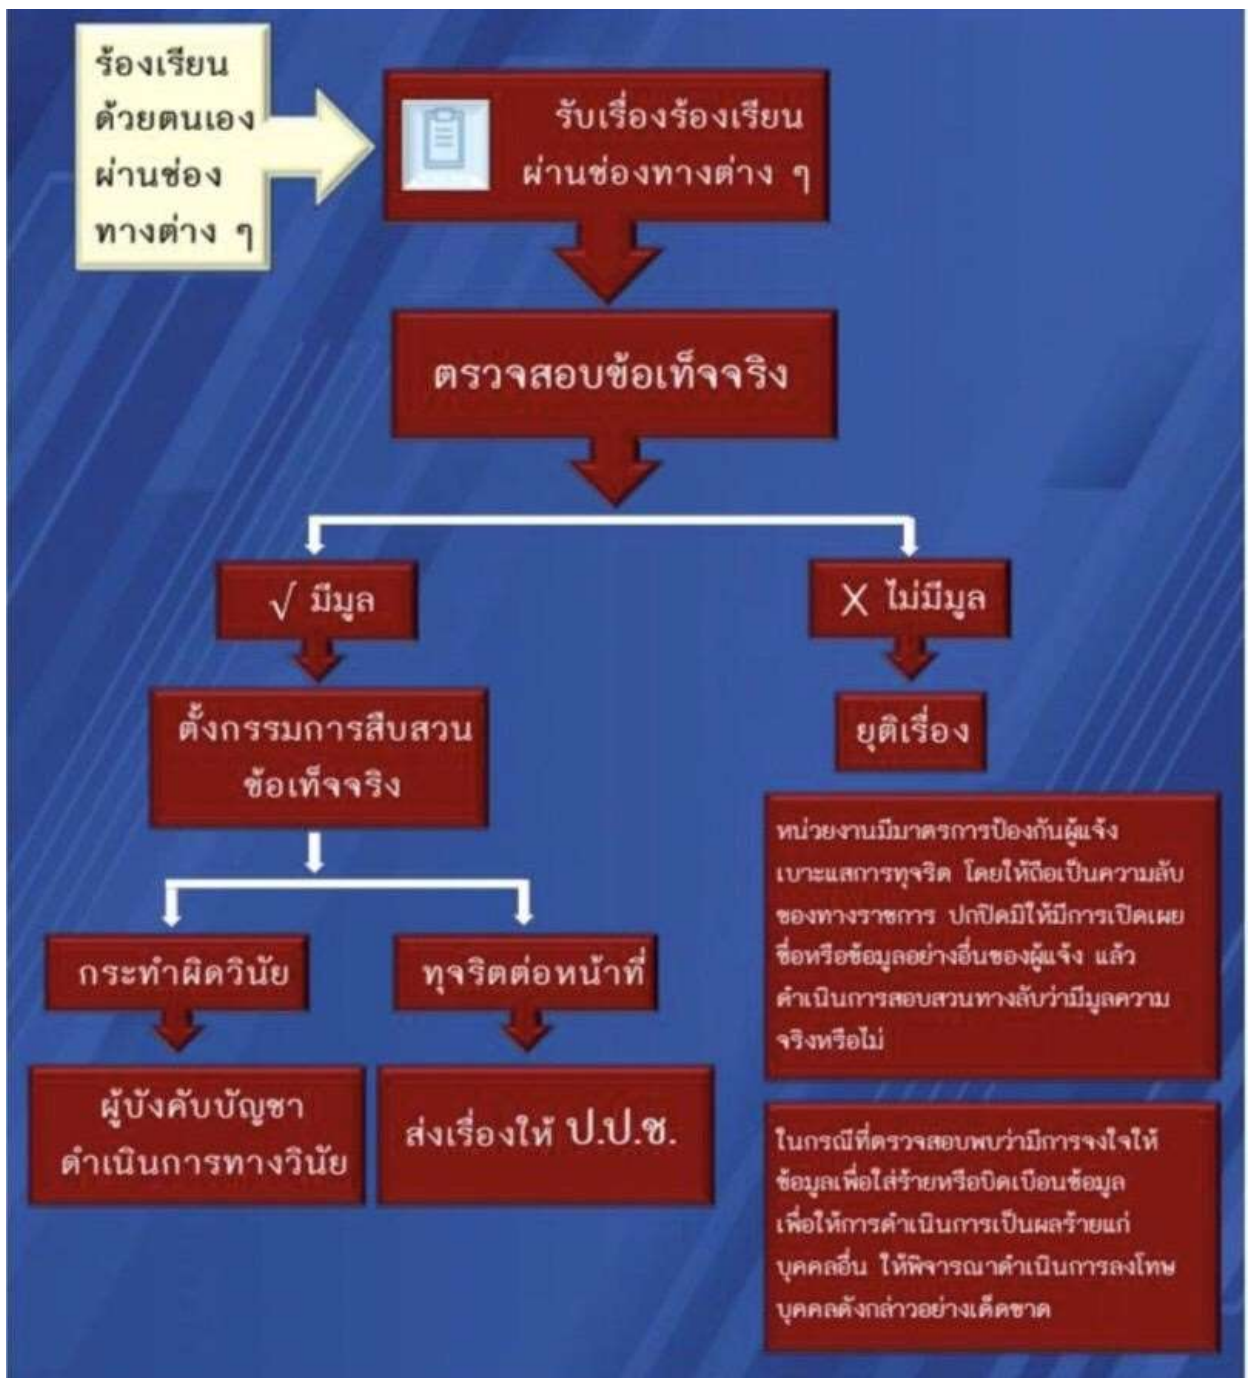 ร้องเรียน
ด้วยตนเอง
ผ่านช่อง
ทางต่าง ๆ
รับเรื่องร้องเรียน
ผ่านช่องทางต่าง ๆ
ตรวจสอบข้อเท็จจริง
√ มีมูล
X ไม่มีมูล
ตั้งกรรมการสืบสวน
ข้อเท็จจริง
ยุติเรื่อง
กระทำผิดวินัย
ทุจริตต่อหน้าที่
ผู้บังคับบัญชา
ดำเนินการทางวินัย
ส่งเรื่องให้ ป.ป.ช.
หน่วยงานมีมาตรการป้องกันผู้แจ้ง
เบาะแสการทุจริต โดยให้ถือเป็นความลับ
ของทางราชการ ปกปิดมิให้มีการเปิดเผย
ชื่อหรือข้อมูลอย่างอื่นของผู้แจ้ง แล้ว
ดำเนินการสอบสวนทางลับว่ามีมูลความ
จริงหรือไม่
ในกรณีที่ตรวจสอบพบว่ามีการจงใจให้
ข้อมูลเพื่อใส่ร้ายหรือบิดเบือนข้อมูล
เพื่อให้การดำเนินการเป็นผลร้ายแก่
บุคคลอื่น ให้พิจารณาดำเนินการลงโทษ
บุคคลดังกล่าวอย่างเด็ดขาด